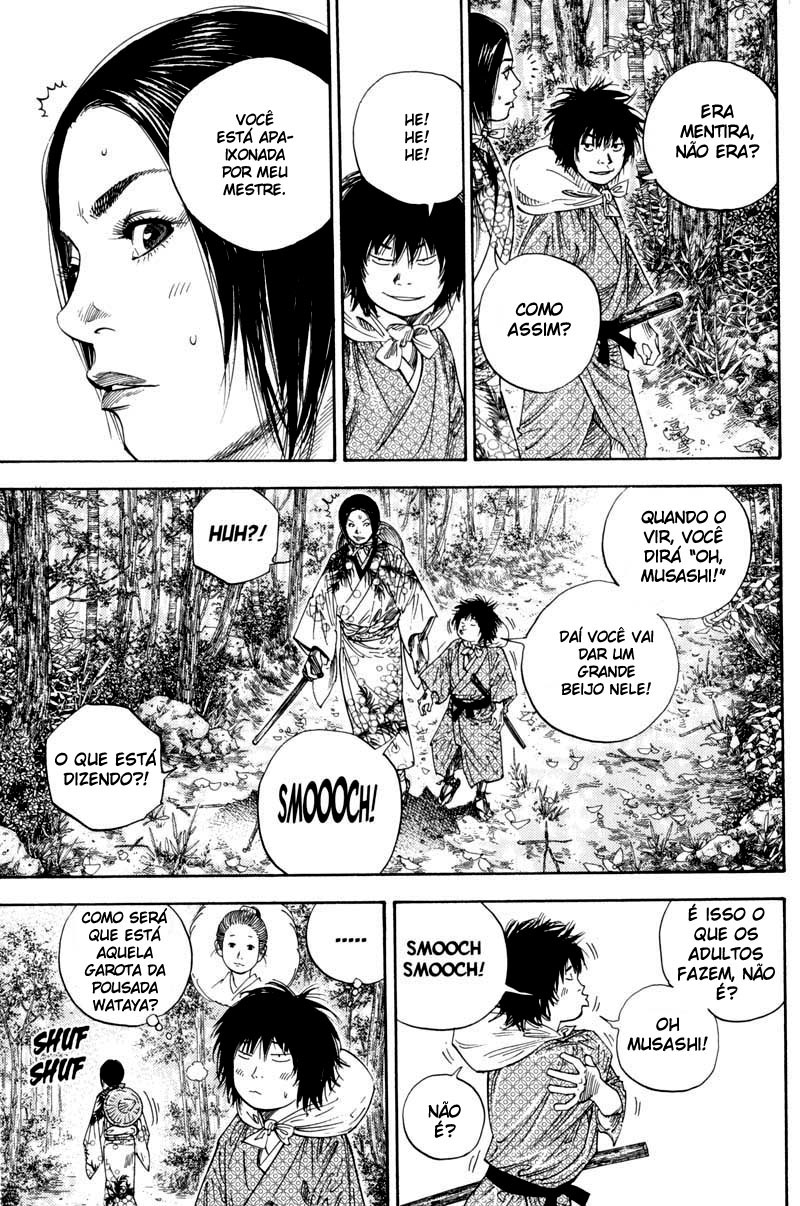 ERA
MENTIRA,
NÃO ERA?
COMO
ASSIM?
HE!
HE!
HE!
VOCÊ
ESTÁ APA-
IXONADA
POR MEU
MESTRE.
QUANDO O
VIR, VOCÊ
DIRÁ "OH,
MUSASHI!"
DAÍ VOCÊ VAI
DAR UM
GRANDE
BEIJO NELE!
HUH?!
SMOOOCH!
O QUE ESTÁ
DIZENDO?!
É ISSO O
QUE OS
ADULTOS
FAZEM, NÃO
É?
OH
MUSASHI!
SMOOCH
SMOOCH!
NÃO
É?
.....
COMO SERÁ
QUE ESTÁ
AQUELA
GAROTA DA
POUSADA
WATAYA?
SHUF
SHUF